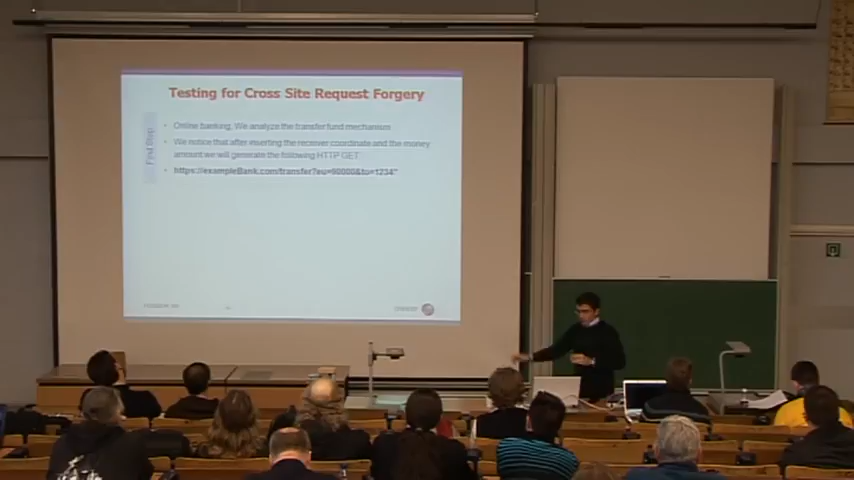 Testing for Cross Site Request Forgery
First Step
• Online banking, We analyze the transfer fund mechanism
• We notice that after inserting the receiver coordinate and the money
amount we will generate the following HTTP GET:
• https://exampleBank.com/transfer?eu=90000&to=1234"